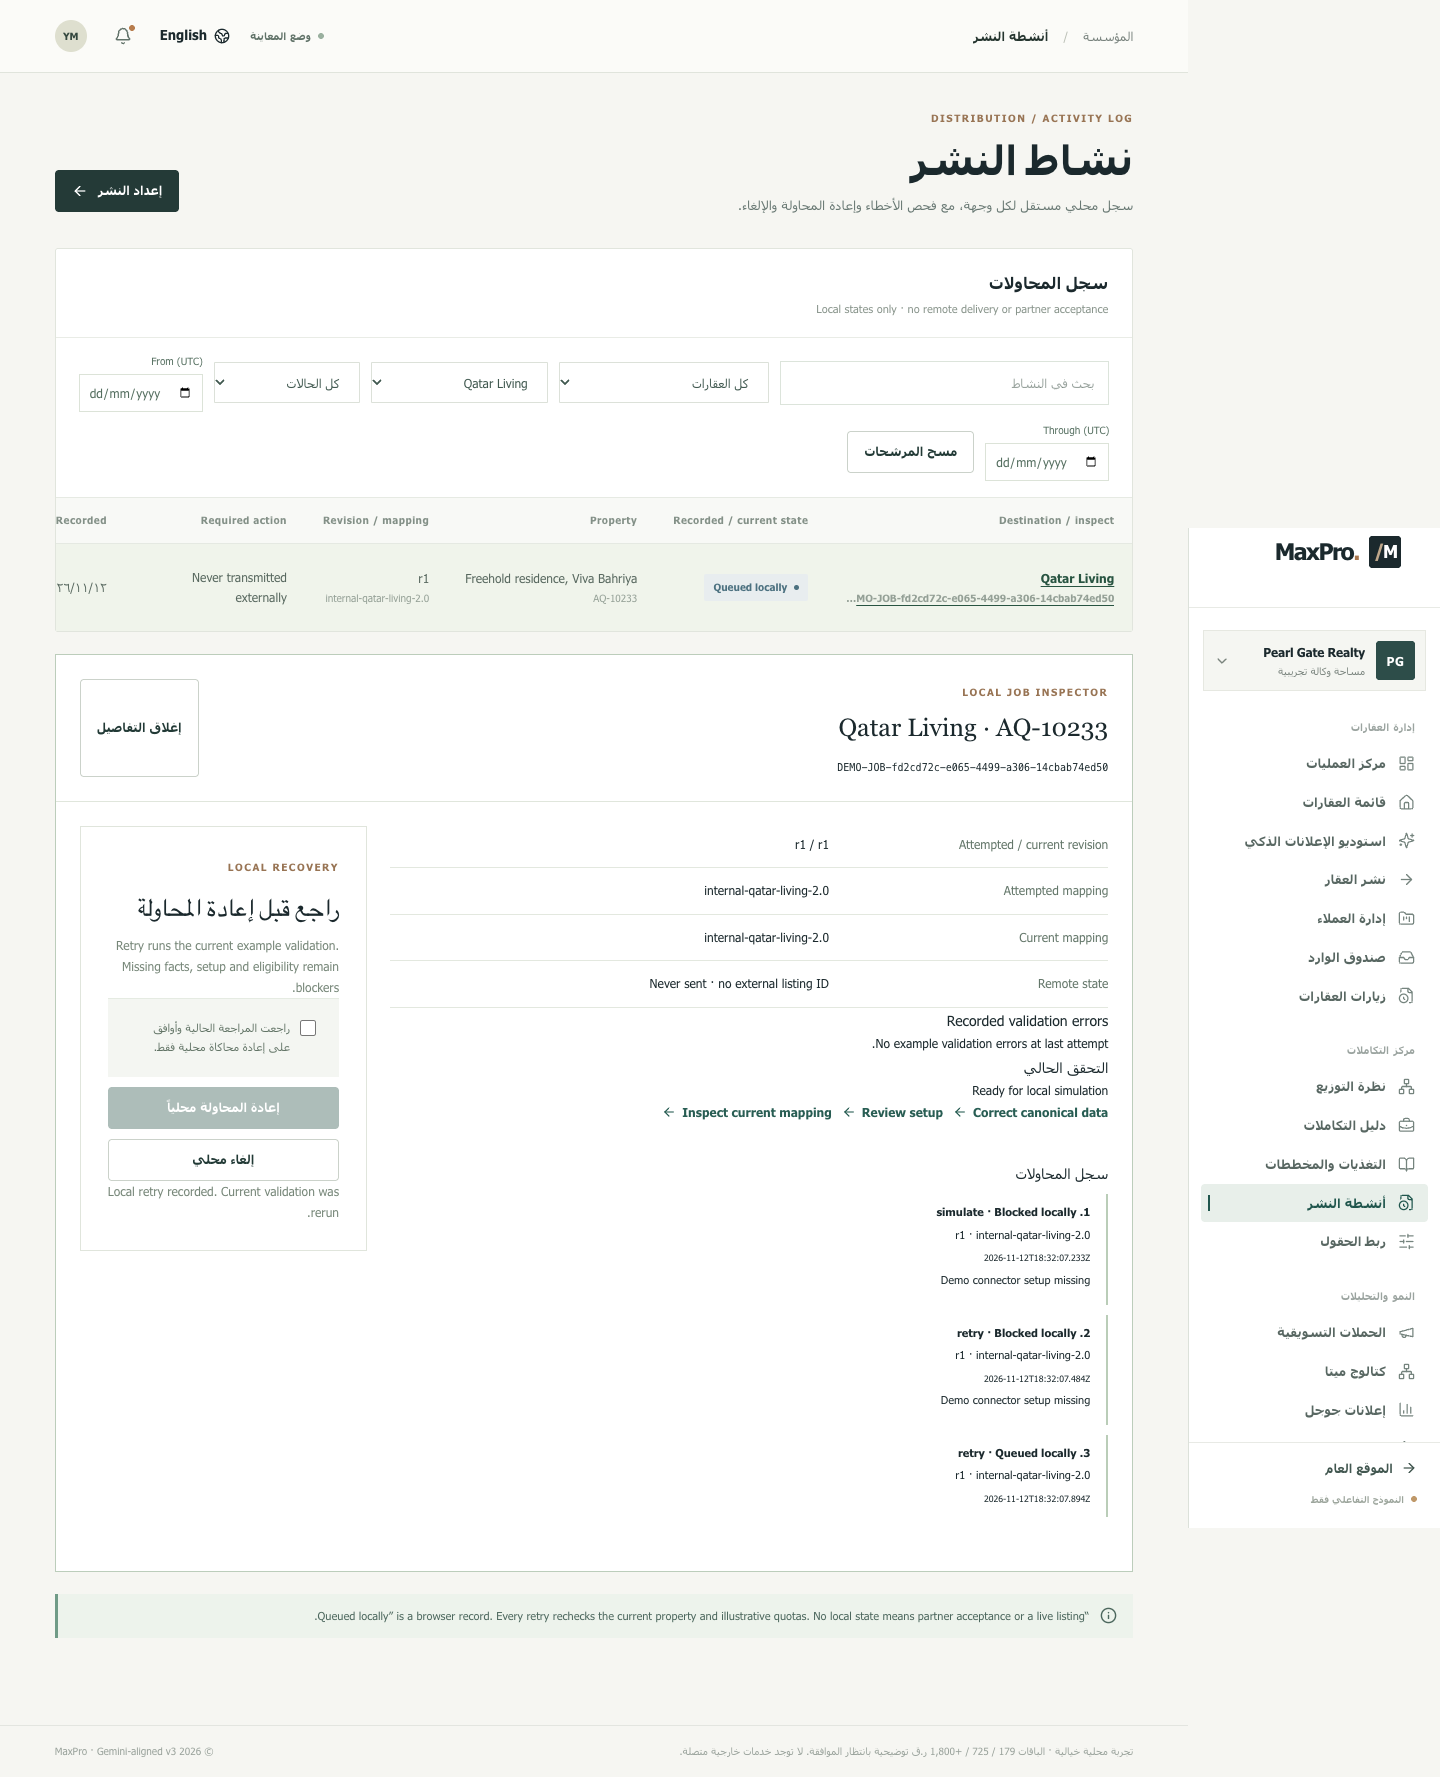 المؤسسة / أنشطة النشر
وضع المعاينة
English
YM
DISTRIBUTION / ACTIVITY LOG
نشاط النشر
سجل محلي مستقل لكل وجهة، مع فحص الأخطاء وإعادة المحاولة والإلغاء.
إعداد النشر ←
سجل المحاولات
Local states only · no remote delivery or partner acceptance
بحث في النشاط
كل العقارات
Qatar Living
كل الحالات
From (UTC)
dd/mm/yyyy
Through (UTC)
dd/mm/yyyy
مسح المرشحات
Destination / inspect
Recorded / current state
Property
Revision / mapping
Required action
Recorded
Qatar Living
...MO-JOB-fd2cd72c-e065-4499-a306-14cbab74ed50
Queued locally
Freehold residence, Viva Bahriya
AQ-10233
r1
internal-qatar-living-2.0
Never transmitted
externally
٢٦/١١/١٢
LOCAL JOB INSPECTOR
Qatar Living · AQ-10233
DEMO-JOB-fd2cd72c-e065-4499-a306-14cbab74ed50
إغلاق التفاصيل
Attempted / current revision
r1 / r1
Attempted mapping
internal-qatar-living-2.0
Current mapping
internal-qatar-living-2.0
Remote state
Never sent · no external listing ID
Recorded validation errors
No example validation errors at last attempt.
التحقق الحالي
Ready for local simulation
Correct canonical data ←
Review setup ←
Inspect current mapping ←
سجل المحاولات
1. simulate · Blocked locally
r1 · internal-qatar-living-2.0
2026-11-12T18:32:07.233Z
Demo connector setup missing
2. retry · Blocked locally
r1 · internal-qatar-living-2.0
2026-11-12T18:32:07.484Z
Demo connector setup missing
3. retry · Queued locally
r1 · internal-qatar-living-2.0
2026-11-12T18:32:07.894Z
LOCAL RECOVERY
راجع قبل إعادة المحاولة
Retry runs the current example validation.
Missing facts, setup and eligibility remain
blockers.
راجعت المراجعة الحالية وأوافق
على إعادة محاكاة محلية فقط.
إعادة المحاولة محلياً
إلغاء محلي
Local retry recorded. Current validation was
rerun.
“Queued locally” is a browser record. Every retry rechecks the current property and illustrative quotas. No local state means partner acceptance or a live listing.
تجربة محلية خيالية · الباقات 179 / 725 / 1,800+ ر.ق توضيحية بانتظار الموافقة. لا توجد خدمات خارجية متصلة.
© 2026 MaxPro · Gemini-aligned v3
MaxPro. /M
PG
Pearl Gate Realty
مساحة وكالة تجريبية
إدارة العقارات
مركز العمليات
قائمة العقارات
استوديو الإعلانات الذكي
نشر العقار
إدارة العملاء
صندوق الوارد
زيارات العقارات
مركز التكاملات
نظرة التوزيع
دليل التكاملات
التغذيات والمخططات
أنشطة النشر
ربط الحقول
النمو والتحليلات
الحملات التسويقية
كتالوج ميتا
إعلانات جوجل
الموقع العام
النموذج التفاعلي فقط